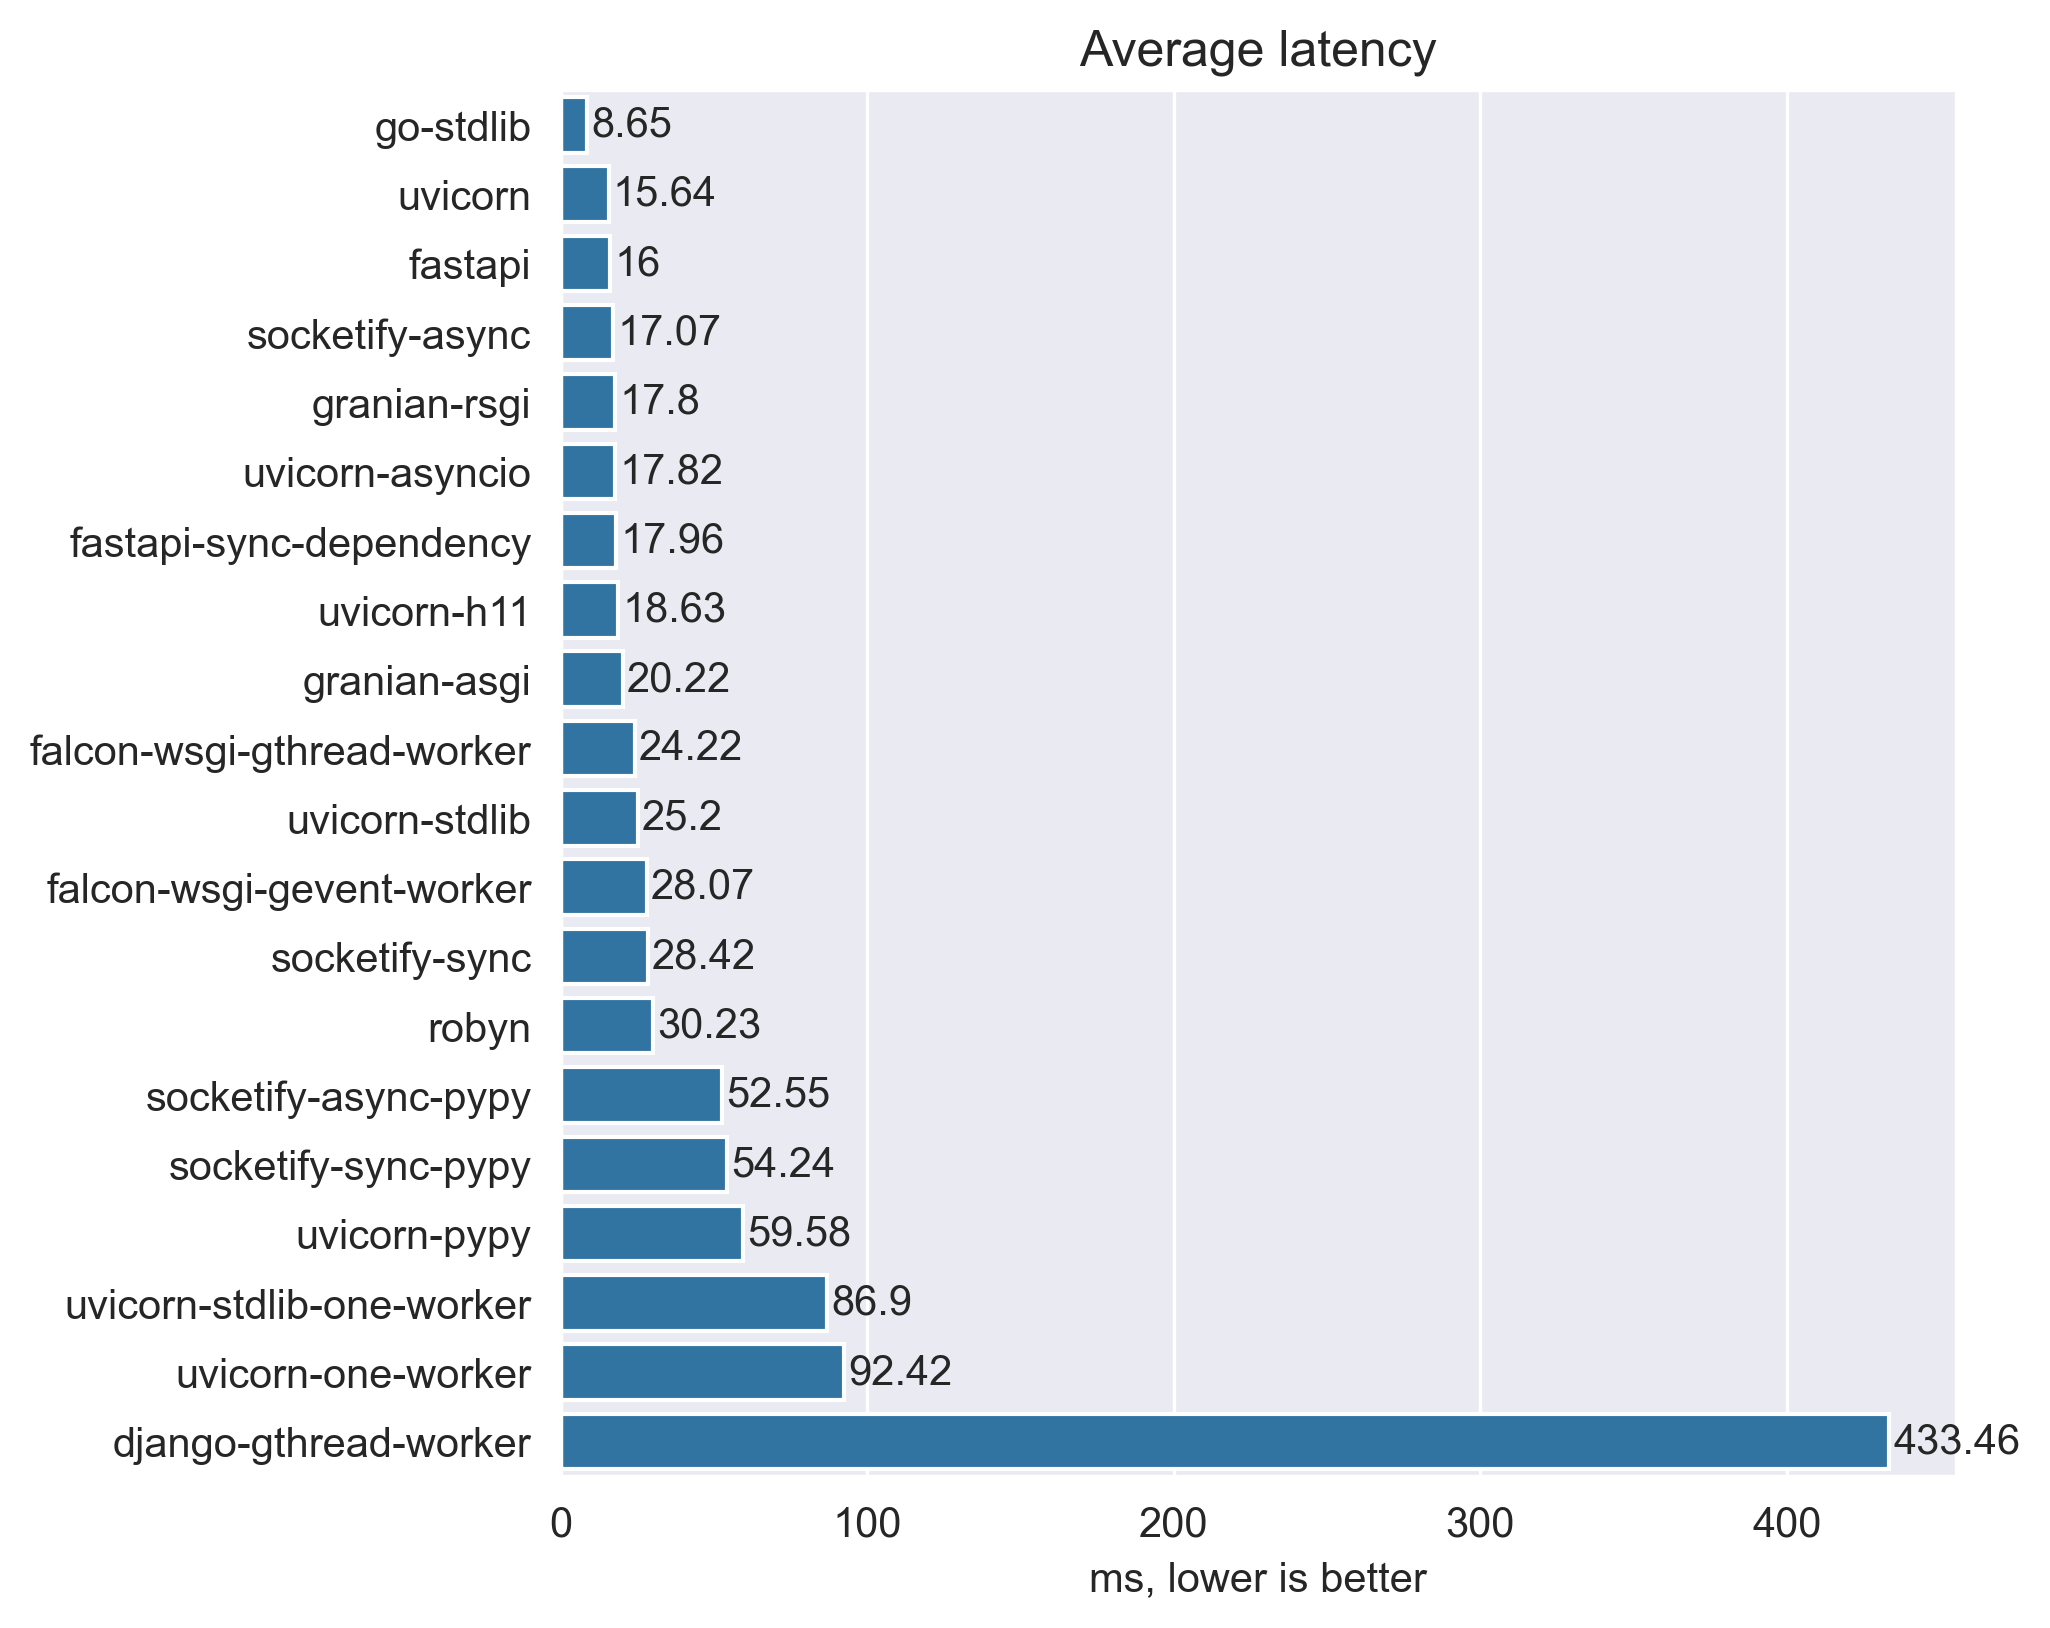 Average latency
go-stdlib 8.65
uvicorn 15.64
fastapi 16
socketify-async 17.07
granian-rsgi 17.8
uvicorn-asyncio 17.82
fastapi-sync-dependency 17.96
uvicorn-h11 18.63
granian-asgi 20.22
falcon-wsgi-gthread-worker 24.22
uvicorn-stdlib 25.2
falcon-wsgi-gevent-worker 28.07
socketify-sync 28.42
robyn 30.23
socketify-async-pypy 52.55
socketify-sync-pypy 54.24
uvicorn-pypy 59.58
uvicorn-stdlib-one-worker 86.9
uvicorn-one-worker 92.42
django-gthread-worker 433.46
0 100 200 300 400
ms, lower is better